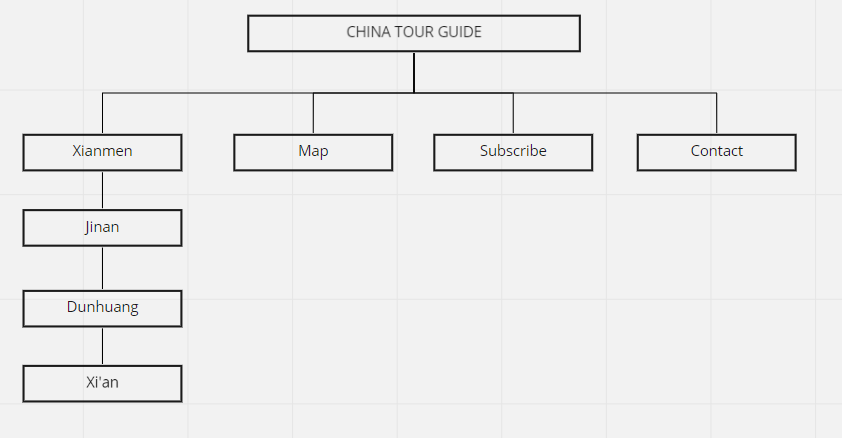 CHINA TOUR GUIDE
Xianmen
Map
Subscribe
Contact
Jinan
Dunhuang
Xi'an